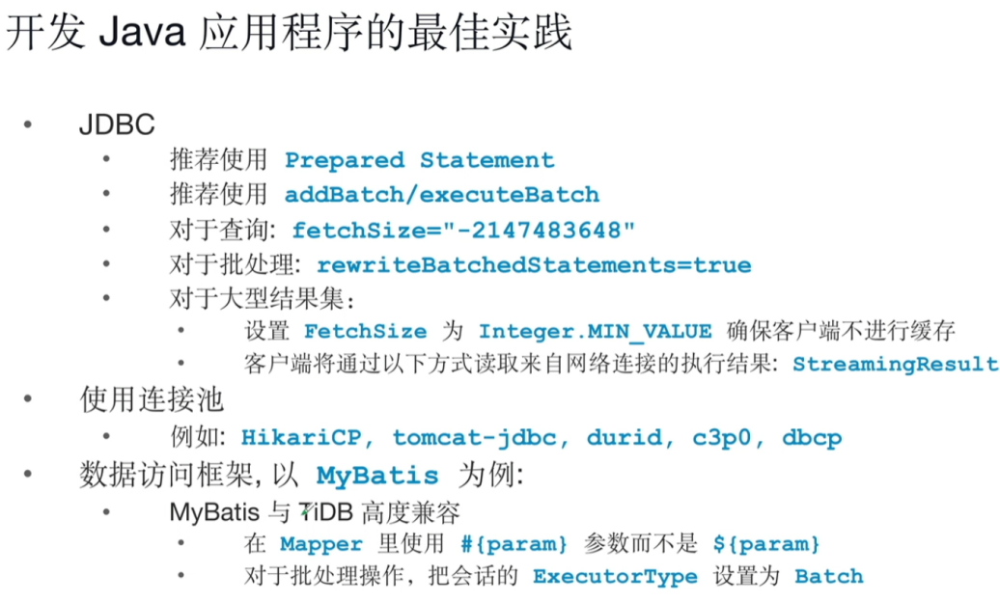 开发 Java 应用程序的最佳实践
• JDBC
• 推荐使用 Prepared Statement
• 推荐使用 addBatch/executeBatch
• 对于查询: fetchSize="-2147483648"
• 对于批处理: rewriteBatchedStatements=true
• 对于大型结果集:
• 设置 FetchSize 为 Integer.MIN_VALUE 确保客户端不进行缓存
• 客户端将通过以下方式读取来自网络连接的执行结果: StreamingResult
• 使用连接池
• 例如: HikariCP, tomcat-jdbc, durid, c3p0, dbcp
• 数据访问框架, 以 MyBatis 为例:
• MyBatis 与 TiDB 高度兼容
• 在 Mapper 里使用 #{param} 参数而不是 ${param}
• 对于批处理操作, 把会话的 ExecutorType 设置为 Batch